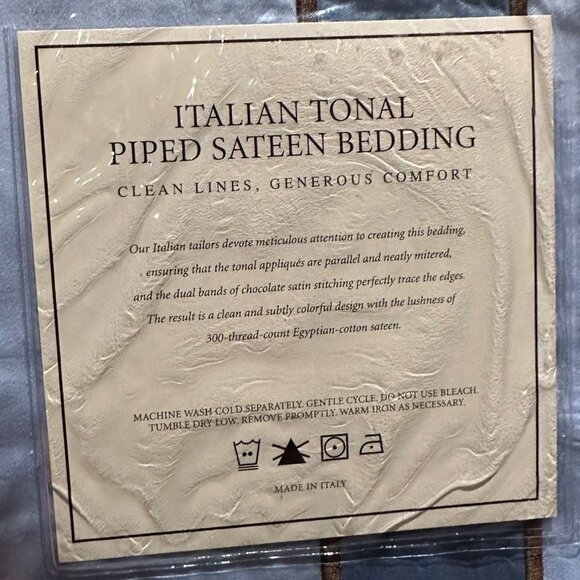 ITALIAN TONAL
PIPED SATEEN BEDDING
CLEAN LINES, GENEROUS COMFORT
Our Italian tailors devote meticulous attention to creating this bedding,
ensuring that the tonal appliqués are parallel and neatly mitered,
and the dual bands of chocolate satin stitching perfectly trace the edges.
The result is a clean and subtly colorful design with the lushness of
300-thread-count Egyptian-cotton sateen.
MACHINE WASH COLD SEPARATELY. GENTLE CYCLE. DO NOT USE BLEACH.
TUMBLE DRY LOW. REMOVE PROMPTLY. WARM IRON AS NECESSARY.
MADE IN ITALY